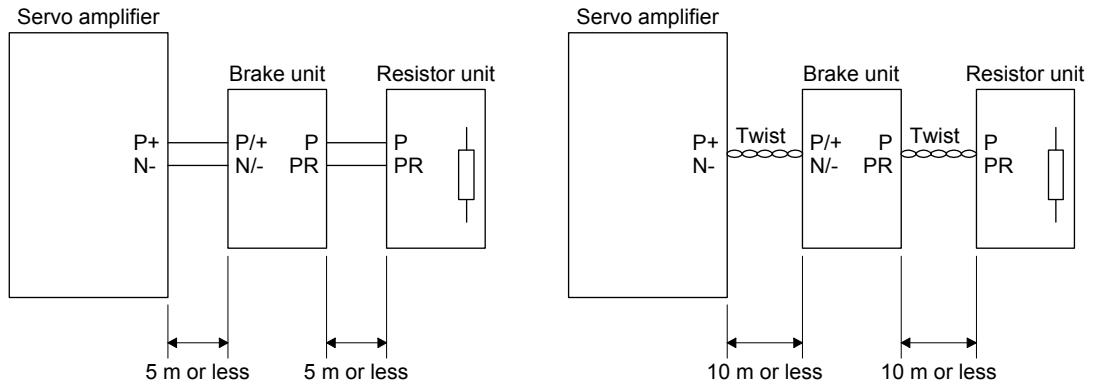 Servo amplifier
Brake unit
Resistor unit
P+
N-
P/+
N/-
P
PR
P
PR
5 m or less
5 m or less
Servo amplifier
Brake unit
Resistor unit
P+
N-
Twist
P/+
N/-
P
PR
Twist
P
PR
10 m or less
10 m or less